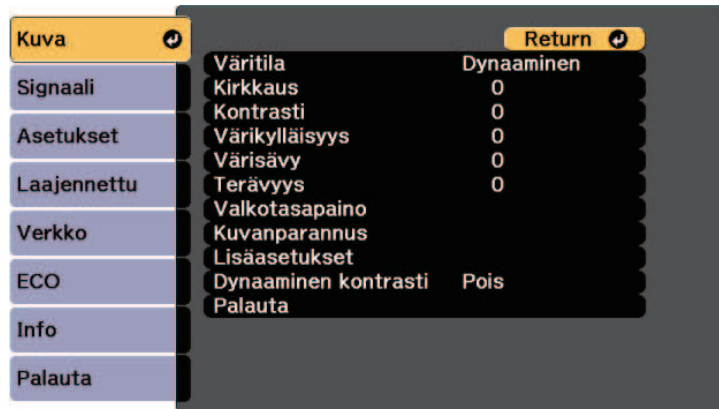 Kuva
Signaali
Asetukset
Laajennettu
Verkko
ECO
Info
Palauta
Return
Väritila Dynaaminen
Kirkkaus 0
Kontrasti 0
Värikylläisyys 0
Värisävy 0
Terävyys 0
Valkotasapaino
Kuvanparannus
Lisäasetukset
Dynaaminen kontrasti Pois
Palauta